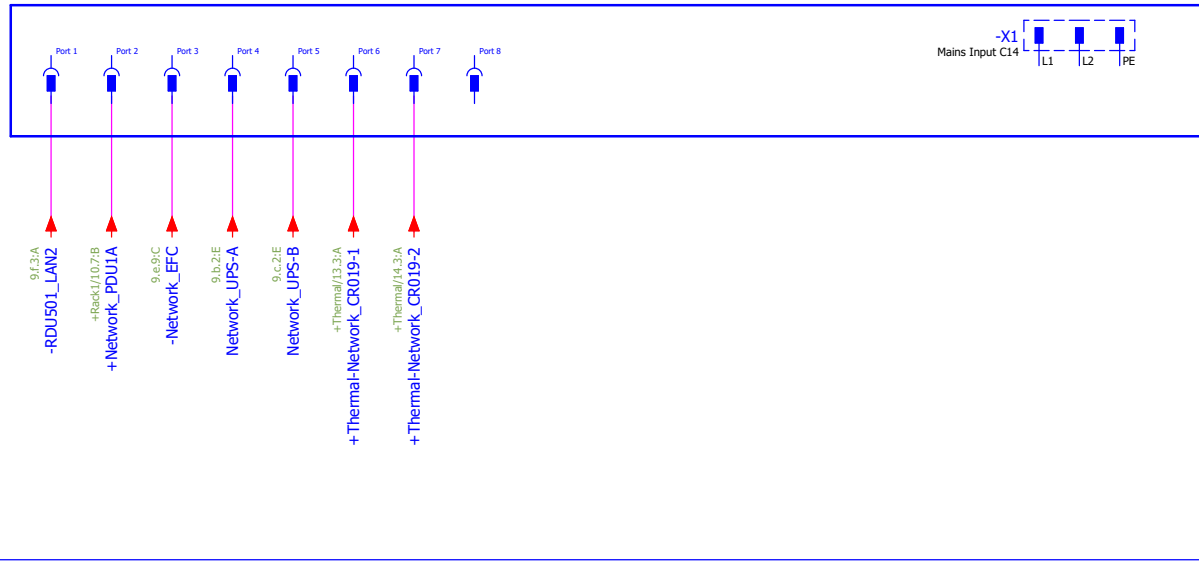 Port 1
Port 2
Port 3
Port 4
Port 5
Port 6
Port 7
Port 8
-X1
Mains Input C14
L1
L2
PE
9.f.3:A
-RDU501_LAN2
+Rack1/10.7:B
+Network_PDU1A
9.e.9:C
-Network_EFC
9.b.2:E
Network_UPS-A
9.c.2:E
Network_UPS-B
+Thermal/13.3:A
+Thermal-Network_CR019-1
+Thermal/14.3:A
+Thermal-Network_CR019-2